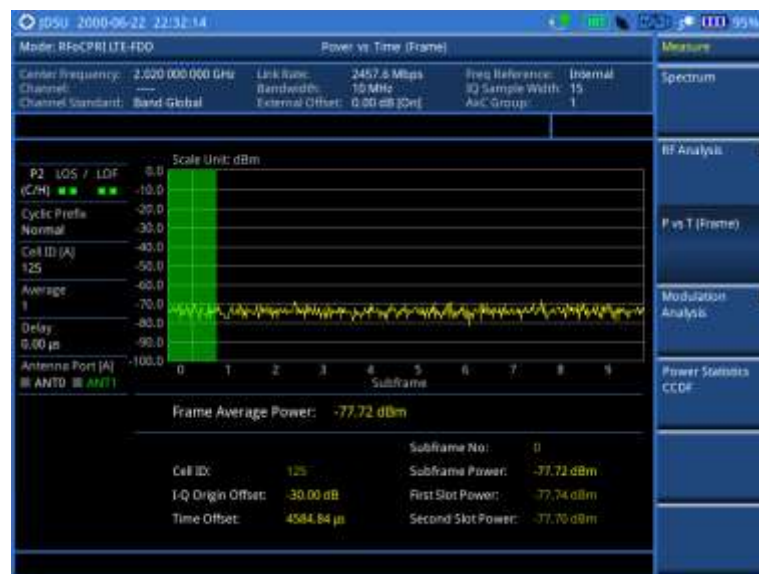 JDSU 2000-06-22 22:32:14
95%
Mode: RFoCPRI LTE-FDD
Power vs Time (Frame)
Measure
Center Frequency: 2.020 000 000 GHz
Link Rate: 2457.6 Mbps
Freq Reference: Internal
Channel: ----
Bandwidth: 10 MHz
IQ Sample Width: 15
Channel Standard: Band Global
External Offset: 0.00 dB [On]
AxC Group: 1
Spectrum
RF Analysis
P vs T (Frame)
Modulation Analysis
Power Statistics CCDF
P2 LOS / LOF
(C/H)
Cyclic Prefix
Normal
Cell ID [A]
125
Average
1
Delay
0.00 µs
Antenna Port [A]
ANT0 ANT1
Scale Unit: dBm
0.0
-10.0
-20.0
-30.0
-40.0
-50.0
-60.0
-70.0
-80.0
-90.0
-100.0
0 1 2 3 4 5 6 7 8 9
Subframe
Frame Average Power: -77.72 dBm
Subframe No: 0
Cell ID: 125
Subframe Power: -77.72 dBm
I-Q Origin Offset: -30.00 dB
First Slot Power: -77.74 dBm
Time Offset: 4584.84 µs
Second Slot Power: -77.70 dBm